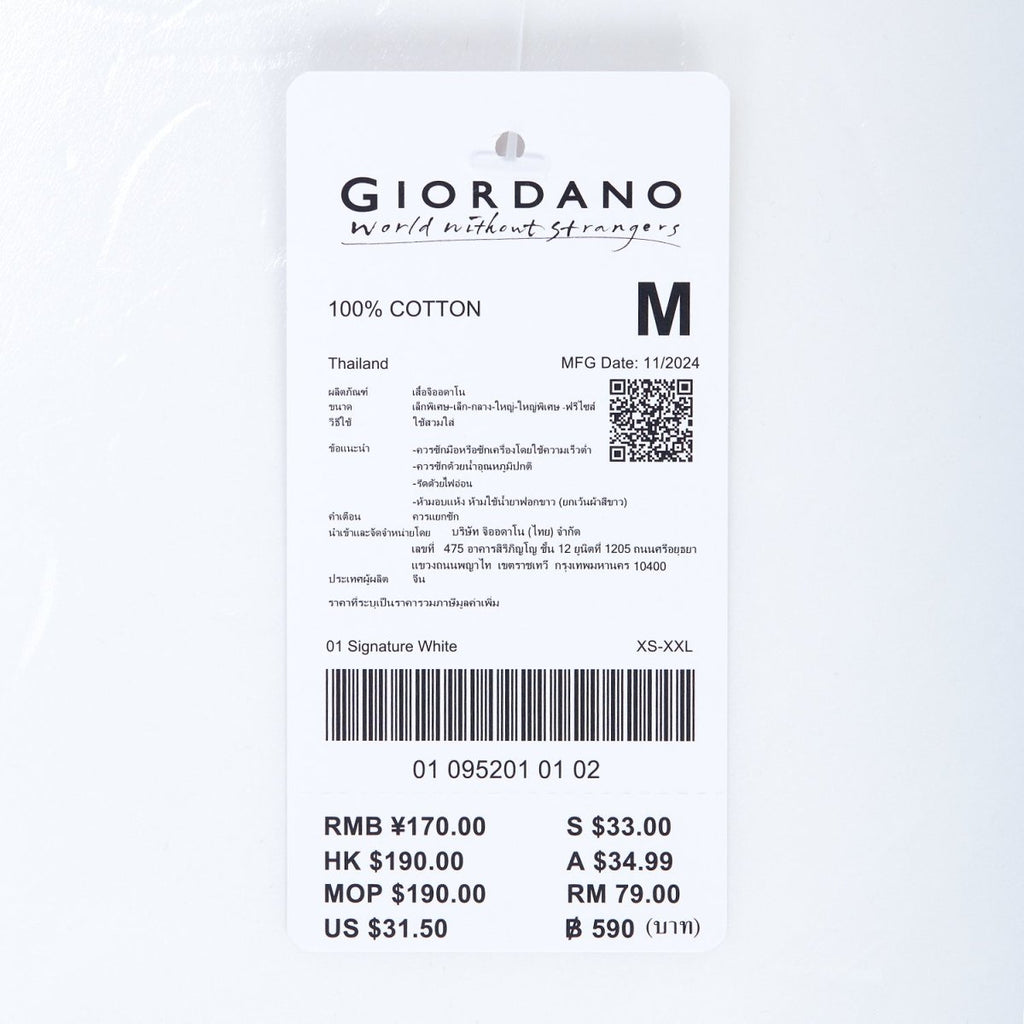 GIORDANO
World without strangers
100% COTTON
M
Thailand MFG Date: 11/2024
ผลิตภัณฑ์ เสื้อจิออดาโน
ขนาด เล็กพิเศษ-เล็ก-กลาง-ใหญ่-ใหญ่พิเศษ -ฟรีไซส์
วิธีใช้ ใช้สวมใส่
ข้อแนะนำ -ควรซักมือหรือซักเครื่องโดยใช้ความเร็วต่ำ
-ควรซักด้วยน้ำอุณหภูมิปกติ
-รีดด้วยไฟอ่อน
-ห้ามอบแห้ง ห้ามใช้น้ำยาฟอกขาว (ยกเว้นผ้าสีขาว)
คำเตือน ควรแยกซัก
นำเข้าและจัดจำหน่ายโดย บริษัท จิออดาโน (ไทย) จำกัด
เลขที่ 475 อาคารสิริภิญโญ ชั้น 12 ยูนิตที่ 1205 ถนนศรีอยุธยา
แขวงถนนพญาไท เขตราชเทวี กรุงเทพมหานคร 10400
ประเทศผู้ผลิต จีน
ราคาที่ระบุเป็นราคารวมภาษีมูลค่าเพิ่ม
01 Signature White XS-XXL
01 095201 01 02
RMB ¥170.00 S $33.00
HK $190.00 A $34.99
MOP $190.00 RM 79.00
US $31.50 ฿ 590 (บาท)